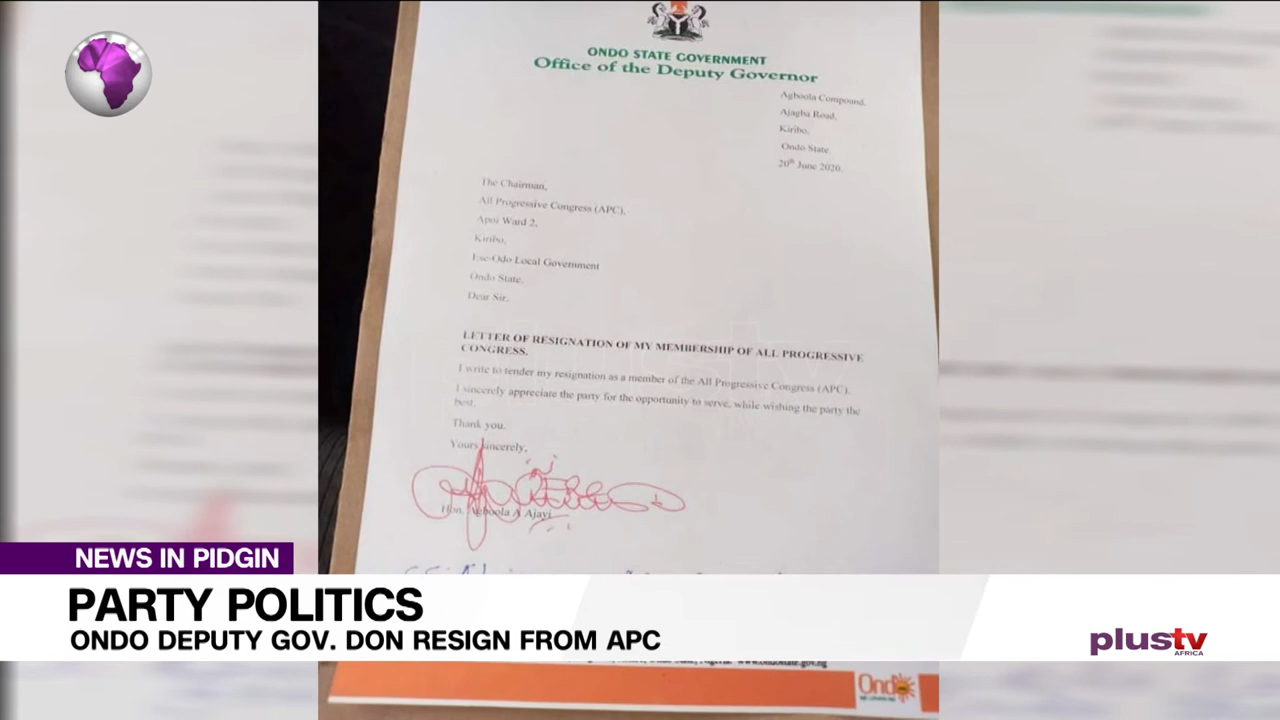 ONDO STATE GOVERNMENT
Office of the Deputy Governor
Agboola Compound,
Ajagba Road,
Kiribo,
Ondo State.
20th June 2020.
The Chairman,
All Progressive Congress (APC),
Apoi Ward 2,
Kiribo,
Ese-Odo Local Government
Ondo State.
Dear Sir,
LETTER OF RESIGNATION OF MY MEMBERSHIP OF ALL PROGRESSIVE
CONGRESS.
I write to tender my resignation as a member of the All Progressive Congress (APC).
I sincerely appreciate the party for the opportunity to serve, while wishing the party the
best.
Thank you.
Yours sincerely,
Hon. Agboola A Ajayi
NEWS IN PIDGIN
PARTY POLITICS
ONDO DEPUTY GOV. DON RESIGN FROM APC
plustv
AFRICA
www.ondostate.gov.ng
Ondo